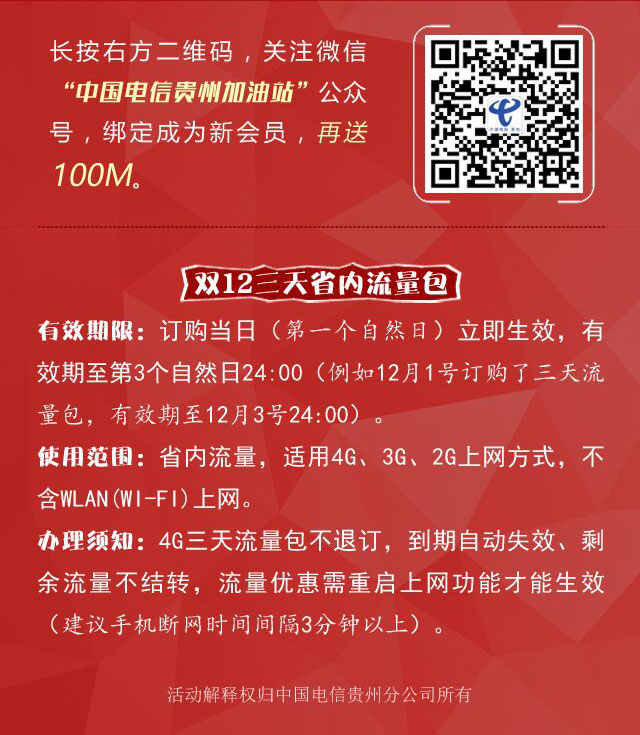 长按右方二维码，关注微信
“中国电信贵州加油站”公众
号，绑定成为新会员，再送
100M。
双12三天省内流量包
有效期限：订购当日（第一个自然日）立即生效，有
效期至第3个自然日24:00（例如12月1号订购了三天流
量包，有效期至12月3号24:00）。
使用范围：省内流量，适用4G、3G、2G上网方式，不
含WLAN(WI-FI)上网。
办理须知：4G三天流量包不退订，到期自动失效、剩
余流量不结转，流量优惠需重启上网功能才能生效
（建议手机断网时间间隔3分钟以上）。
活动解释权归中国电信贵州分公司所有